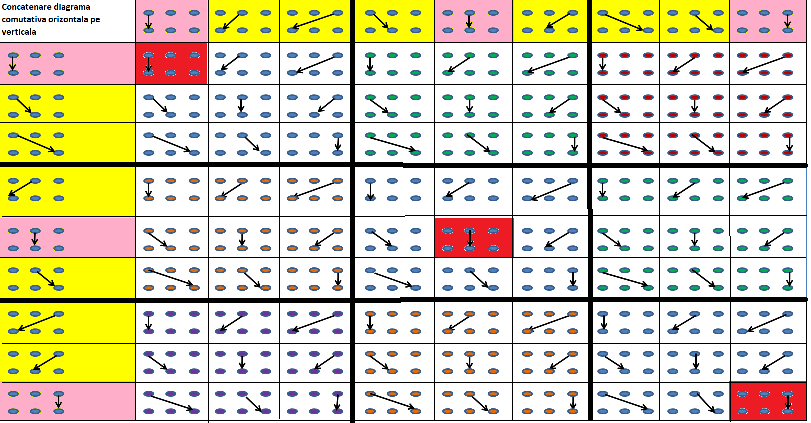 Concatenare diagrama
comutativa orizontala pe
verticala